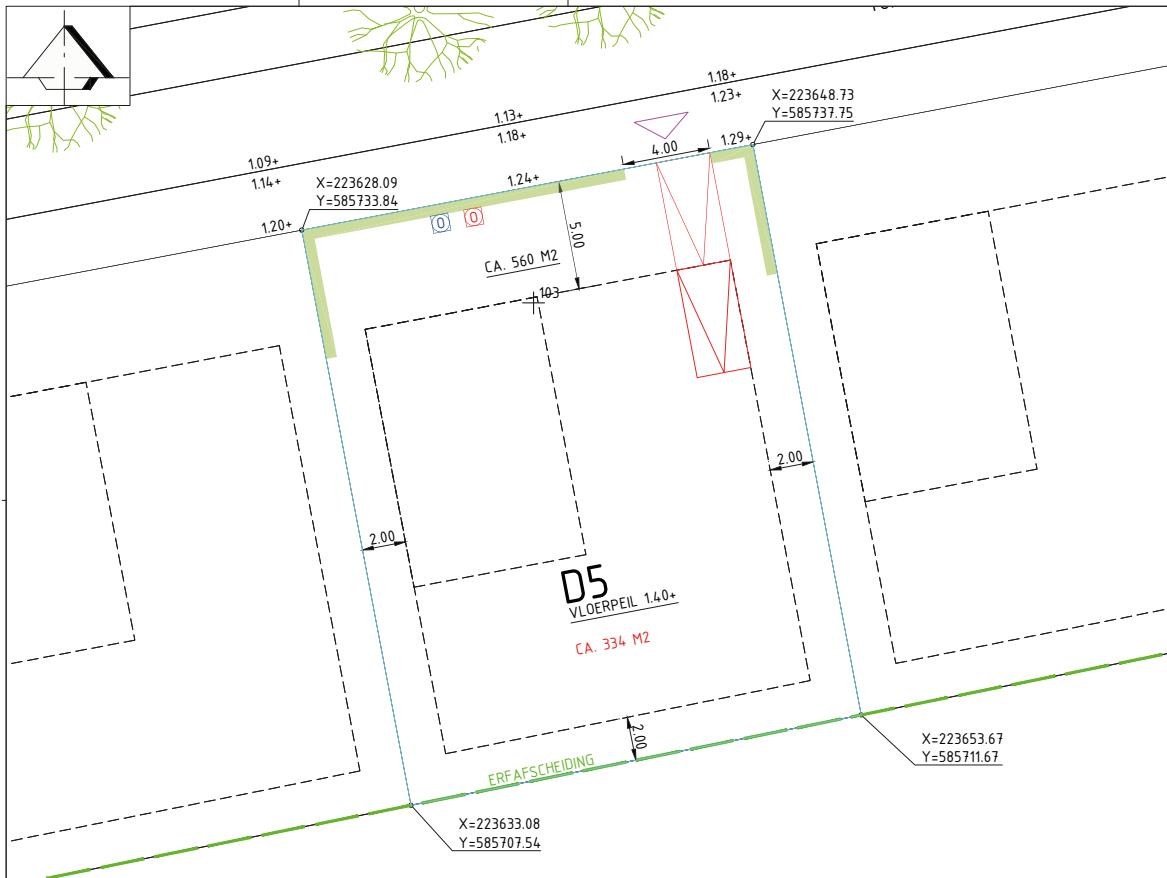 1.18+
1.23+
X=223648.73
Y=585737.75
1.13+
1.18+
1.29+
4.00
1.09+
1.14+
X=223628.09
Y=585733.84
1.24+
1.20+
0
0
5.00
CA. 560 M2
103
2.00
2.00
D5
VLOERPEIL 1.40+
CA. 334 M2
2.00
ERFAFSCHEIDING
X=223653.67
Y=585711.67
X=223633.08
Y=585707.54